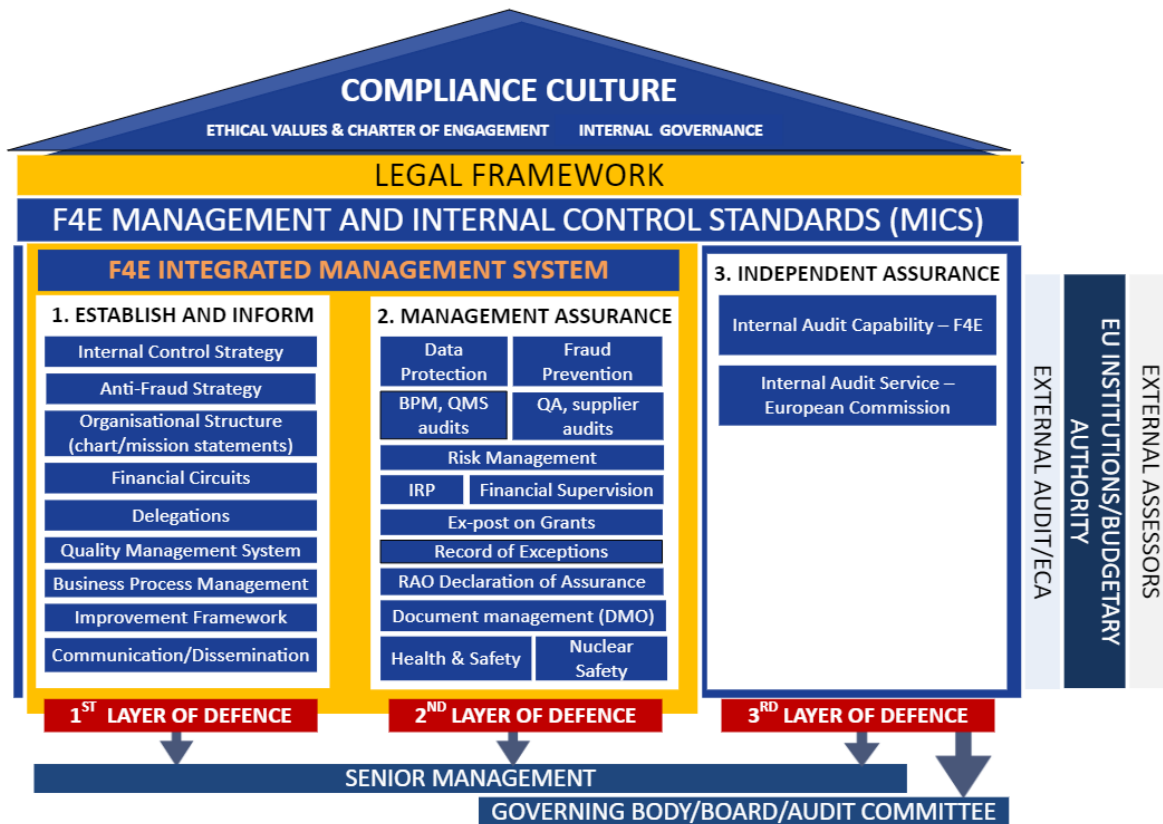 COMPLIANCE CULTURE
ETHICAL VALUES & CHARTER OF ENGAGEMENT INTERNAL GOVERNANCE
LEGAL FRAMEWORK
F4E MANAGEMENT AND INTERNAL CONTROL STANDARDS (MICS)
F4E INTEGRATED MANAGEMENT SYSTEM
1. ESTABLISH AND INFORM
Internal Control Strategy
Anti-Fraud Strategy
Organisational Structure
(chart/mission statements)
Financial Circuits
Delegations
Quality Management System
Business Process Management
Improvement Framework
Communication/Dissemination
1ST LAYER OF DEFENCE
2. MANAGEMENT ASSURANCE
Data
Protection
Fraud
Prevention
BPM, QMS
audits
QA, supplier
audits
Risk Management
IRP
Financial Supervision
Ex-post on Grants
Record of Exceptions
RAO Declaration of Assurance
Document management (DMO)
Health & Safety
Nuclear
Safety
2ND LAYER OF DEFENCE
3. INDEPENDENT ASSURANCE
Internal Audit Capability – F4E
Internal Audit Service –
European Commission
3RD LAYER OF DEFENCE
EXTERNAL AUDIT/ECA
EU INSTITUTIONS/BUDGETARY
AUTHORITY
EXTERNAL ASSESSORS
SENIOR MANAGEMENT
GOVERNING BODY/BOARD/AUDIT COMMITTEE